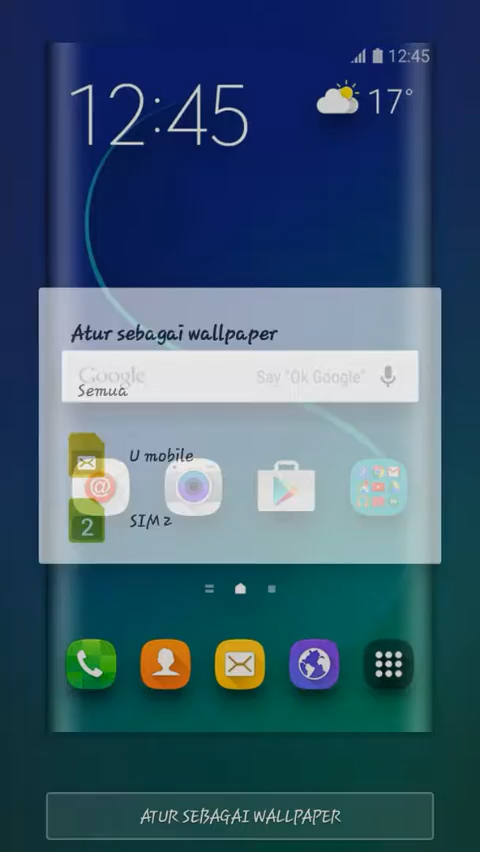 12:45
12:45
17°
Atur sebagai wallpaper
Google Say "Ok Google"
Semua
U mobile
@
2 SIM 2
ATUR SEBAGAI WALLPAPER